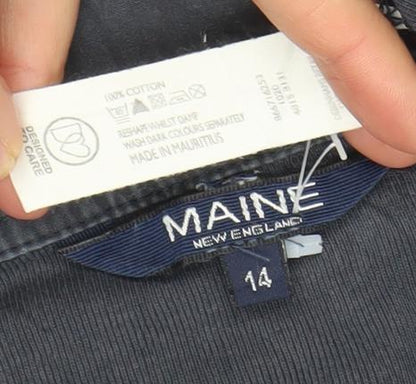 100% COTTON
RESHAPE WHILST DAMP
WASH DARK COLOURS SEPARATELY
MADE IN MAURITIUS
DESIGNED
TO CARE
MAINE
NEW ENGLAND
14